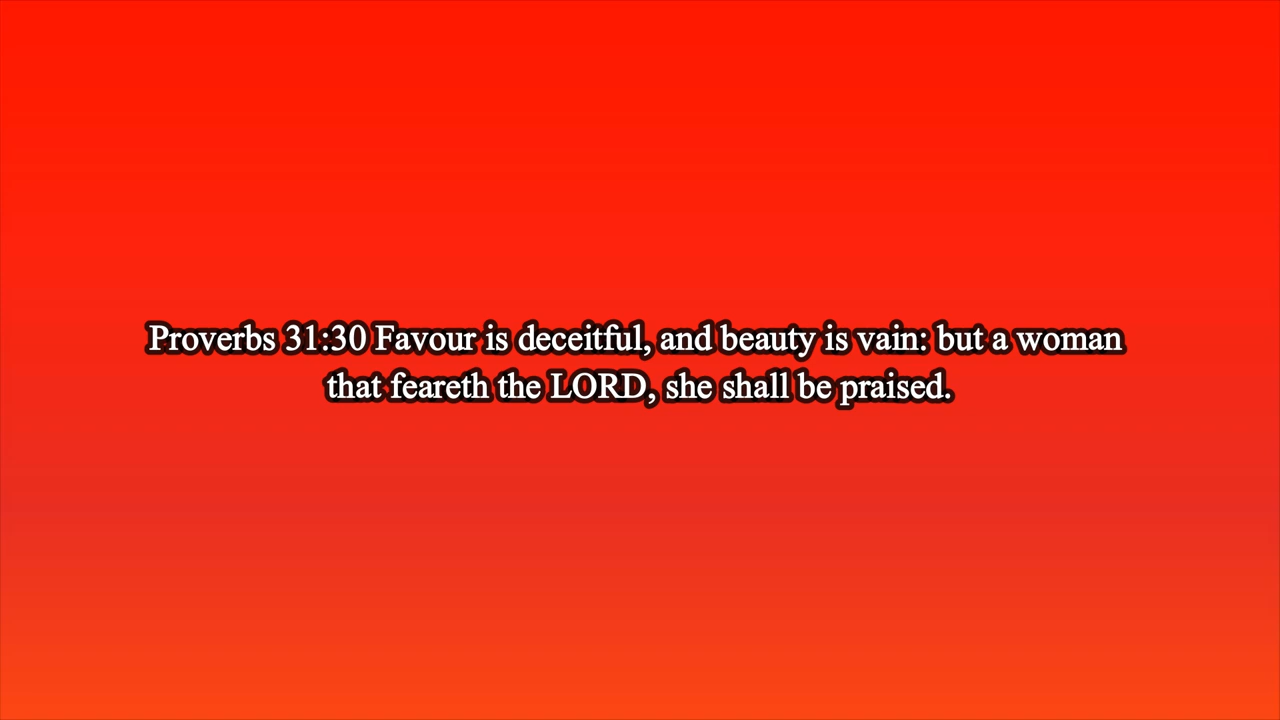 Proverbs 31:30 Favour is deceitful, and beauty is vain: but a woman
that feareth the LORD, she shall be praised.